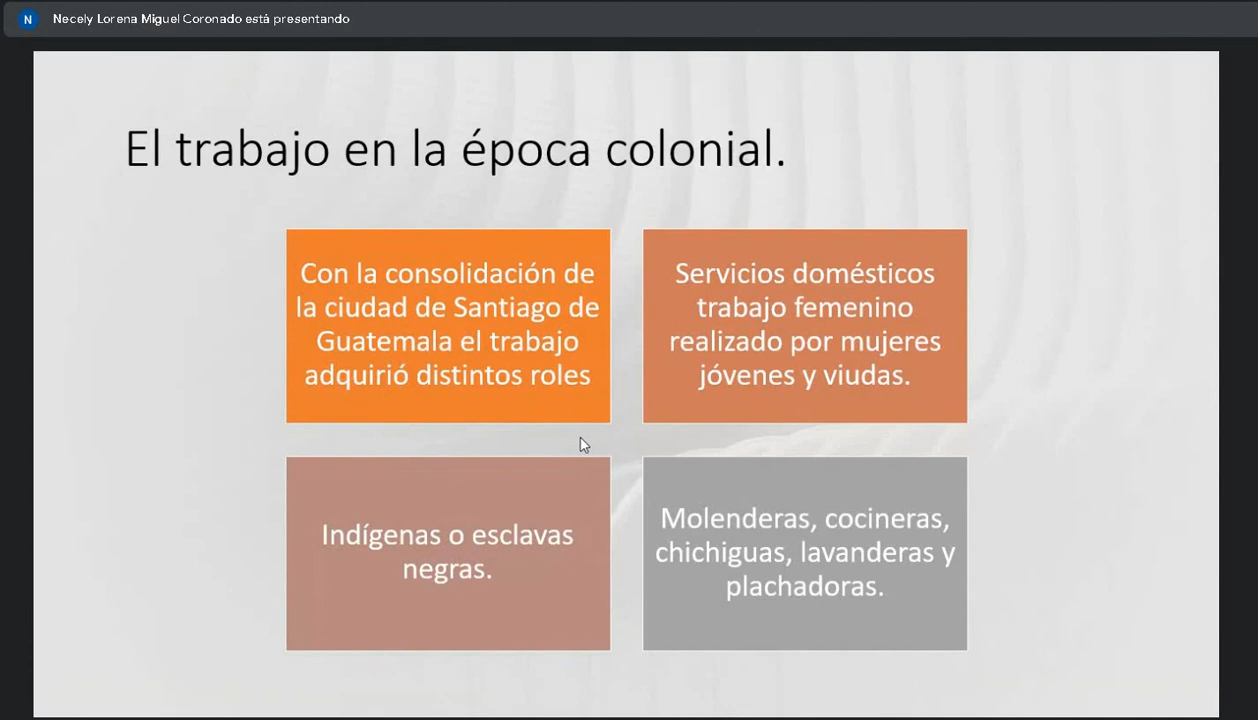 N
Necely Lorena Miguel Coronado está presentando
El trabajo en la época colonial.
Con la consolidación de
la ciudad de Santiago de
Guatemala el trabajo
adquirió distintos roles
Servicios domésticos
trabajo femenino
realizado por mujeres
jóvenes y viudas.
Indígenas o esclavas
negras.
Molenderas, cocineras,
chichiguas, lavanderas y
plachadoras.